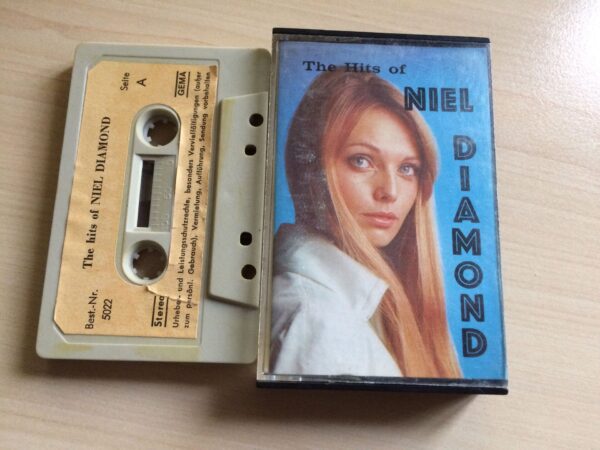 Best.-Nr.
5022
The hits of NIEL DIAMOND
Seite
A
Stereo
GEMA
Urheber- und Leistungsschutzrechte, besonders Vervielfältigungen (außer
zum persönl. Gebrauch), Vermietung, Aufführung, Sendung vorbehalten
The Hits of
NIEL
DIAMOND